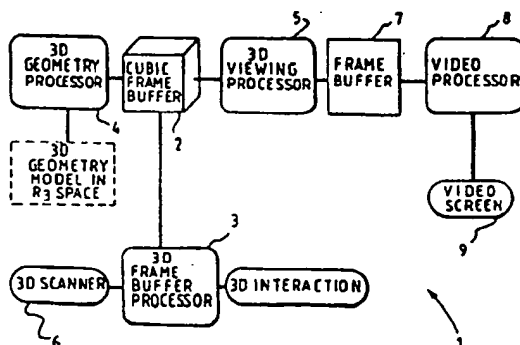 5
7
8
3D
GEOMETRY
PROCESSOR
CUBIC
FRAME
BUFFER
3D
VIEWING
PROCESSOR
FRAME
BUFFER
VIDEO
PROCESSOR
4
2
3D
GEOMETRY
MODEL IN
R3 SPACE
VIDEO
SCREEN
9
3
3D SCANNER
3D
FRAME
BUFFER
PROCESSOR
3D INTERACTION
6
1